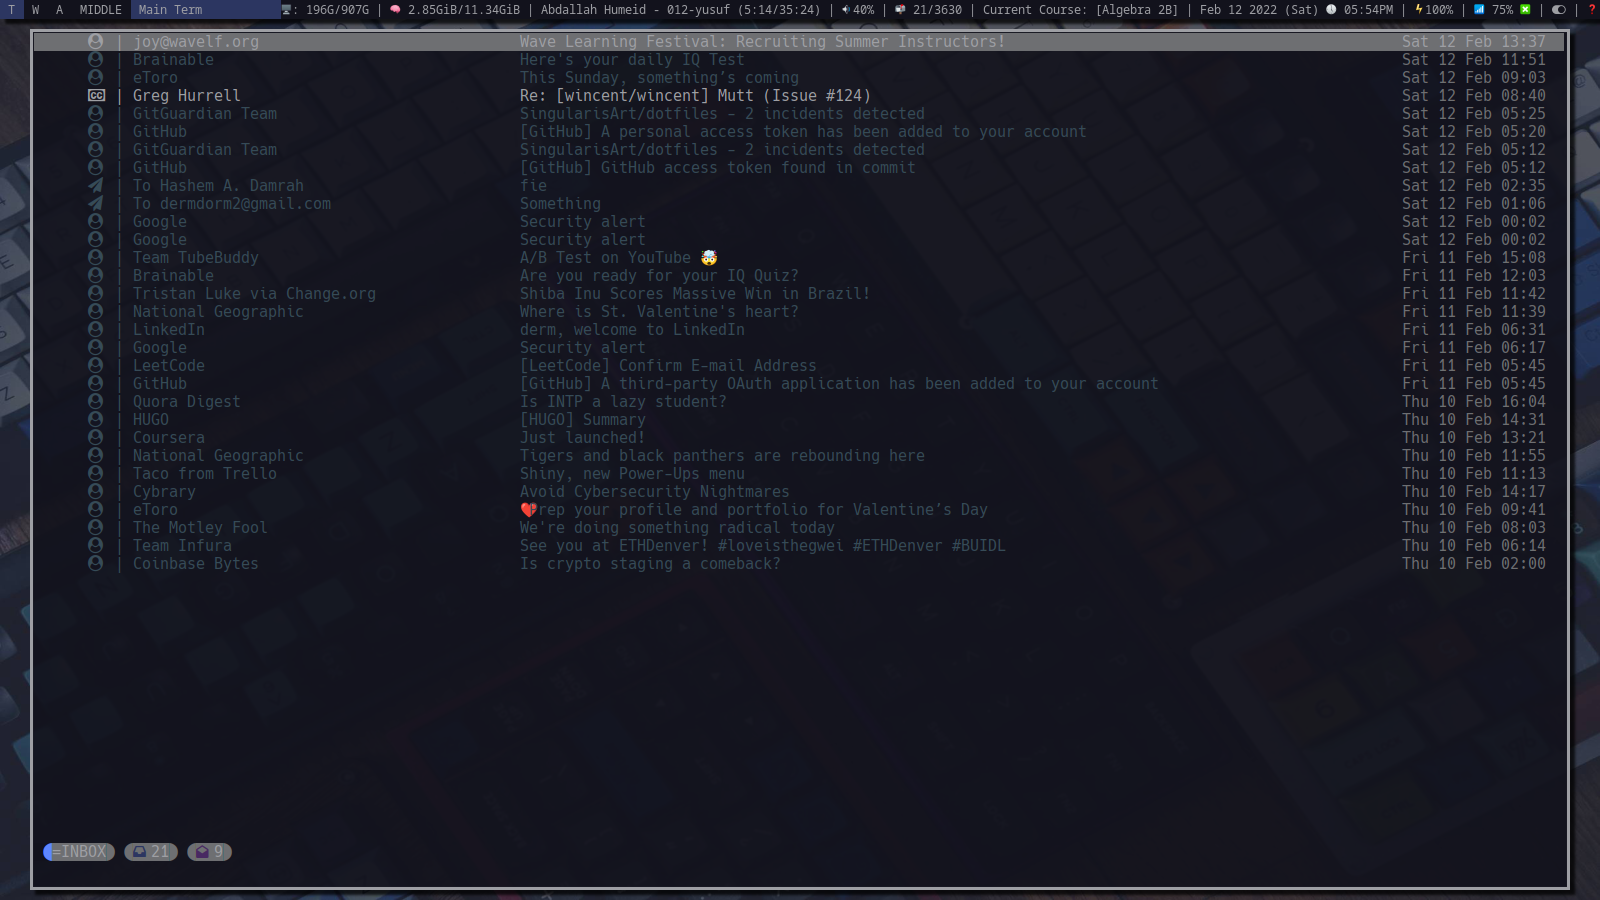 T W A MIDDLE Main Term : 196G/907G | 2.85GiB/11.34GiB | Abdallah Humeid - 012-yusuf (5:14/35:24) | 40% | 21/3630 | Current Course: [Algebra 2B] | Feb 12 2022 (Sat) 05:54PM | 100% | 75% | |
| joy@wavelf.org Wave Learning Festival: Recruiting Summer Instructors! Sat 12 Feb 13:37
| Brainable Here's your daily IQ Test Sat 12 Feb 11:51
| eToro This Sunday, something’s coming Sat 12 Feb 09:03
CC | Greg Hurrell Re: [wincent/wincent] Mutt (Issue #124) Sat 12 Feb 08:40
| GitGuardian Team SingularisArt/dotfiles - 2 incidents detected Sat 12 Feb 05:25
| GitHub [GitHub] A personal access token has been added to your account Sat 12 Feb 05:20
| GitGuardian Team SingularisArt/dotfiles - 2 incidents detected Sat 12 Feb 05:12
| GitHub [GitHub] GitHub access token found in commit Sat 12 Feb 05:12
| To Hashem A. Damrah fie Sat 12 Feb 02:35
| To dermdorm2@gmail.com Something Sat 12 Feb 01:06
| Google Security alert Sat 12 Feb 00:02
| Google Security alert Sat 12 Feb 00:02
| Team TubeBuddy A/B Test on YouTube 🤯 Fri 11 Feb 15:08
| Brainable Are you ready for your IQ Quiz? Fri 11 Feb 12:03
| Tristan Luke via Change.org Shiba Inu Scores Massive Win in Brazil! Fri 11 Feb 11:42
| National Geographic Where is St. Valentine's heart? Fri 11 Feb 11:39
| LinkedIn derm, welcome to LinkedIn Fri 11 Feb 06:31
| Google Security alert Fri 11 Feb 06:17
| LeetCode [LeetCode] Confirm E-mail Address Fri 11 Feb 05:45
| GitHub [GitHub] A third-party OAuth application has been added to your account Fri 11 Feb 05:45
| Quora Digest Is INTP a lazy student? Thu 10 Feb 16:04
| HUGO [HUGO] Summary Thu 10 Feb 14:31
| Coursera Just launched! Thu 10 Feb 13:21
| National Geographic Tigers and black panthers are rebounding here Thu 10 Feb 11:55
| Taco from Trello Shiny, new Power-Ups menu Thu 10 Feb 11:13
| Cybrary Avoid Cybersecurity Nightmares Thu 10 Feb 14:17
| eToro rep your profile and portfolio for Valentine’s Day Thu 10 Feb 09:41
| The Motley Fool We're doing something radical today Thu 10 Feb 08:03
| Team Infura See you at ETHDenver! #loveisthegwei #ETHDenver #BUIDL Thu 10 Feb 06:14
| Coinbase Bytes Is crypto staging a comeback? Thu 10 Feb 02:00
=INBOX 21 9